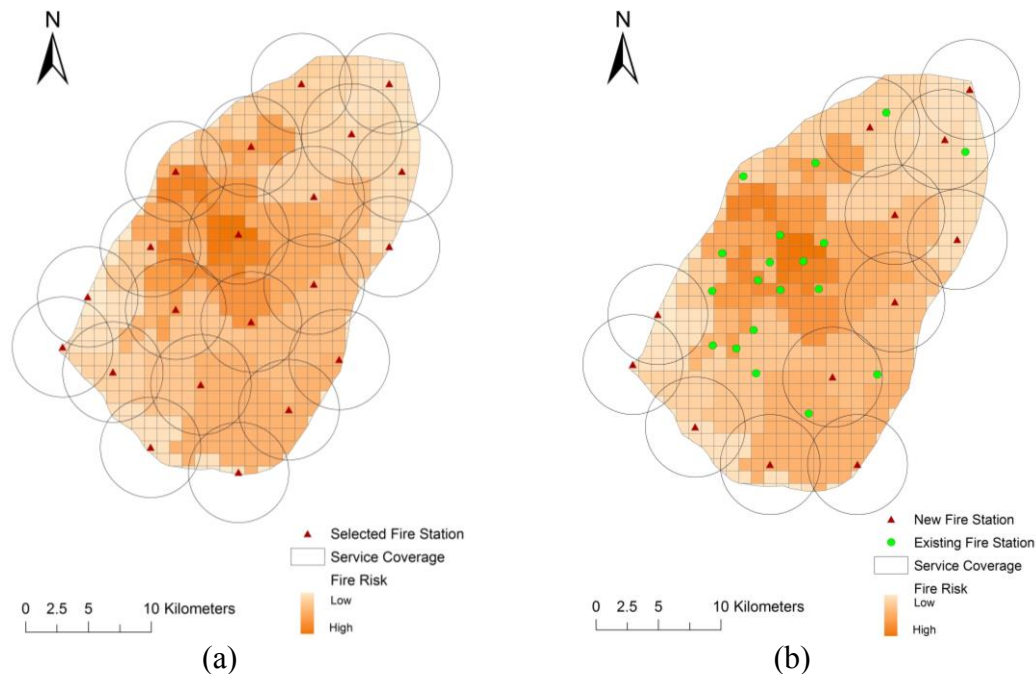 N
Selected Fire Station
Service Coverage
Fire Risk
Low
High
0 2.5 5 10 Kilometers
(a)
N
New Fire Station
Existing Fire Station
Service Coverage
Fire Risk
Low
High
0 2.5 5 10 Kilometers
(b)